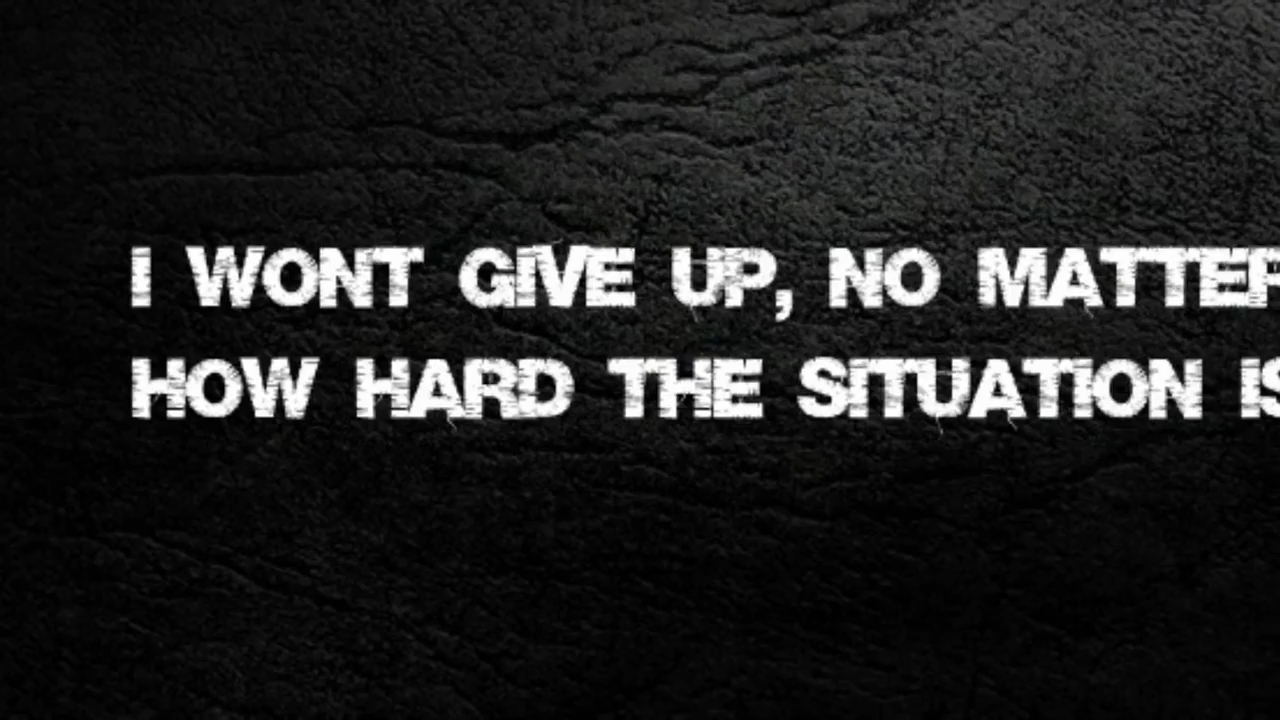 I WONT GIVE UP, NO MATTER
HOW HARD THE SITUATION IS